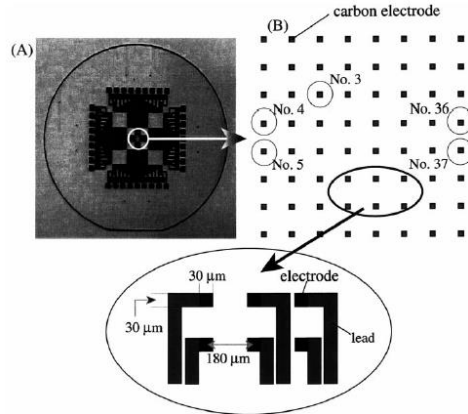 (A)
(B)
carbon electrode
No. 3
No. 4
No. 36
No. 5
No. 37
30 μm
electrode
30 μm
lead
180 μm